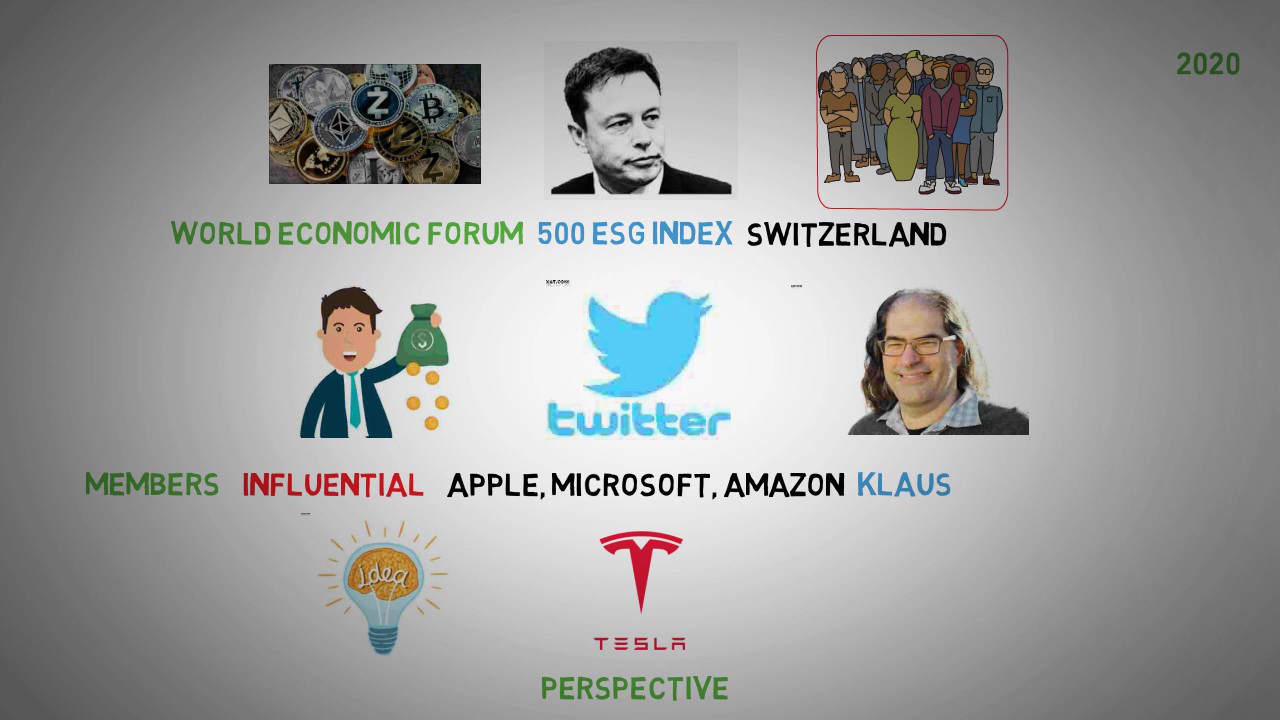 2020
WORLD ECONOMIC FORUM 500 ESG INDEX SWITZERLAND
twitter
MEMBERS INFLUENTIAL APPLE, MICROSOFT, AMAZON KLAUS
idea
TESLA
PERSPECTIVE